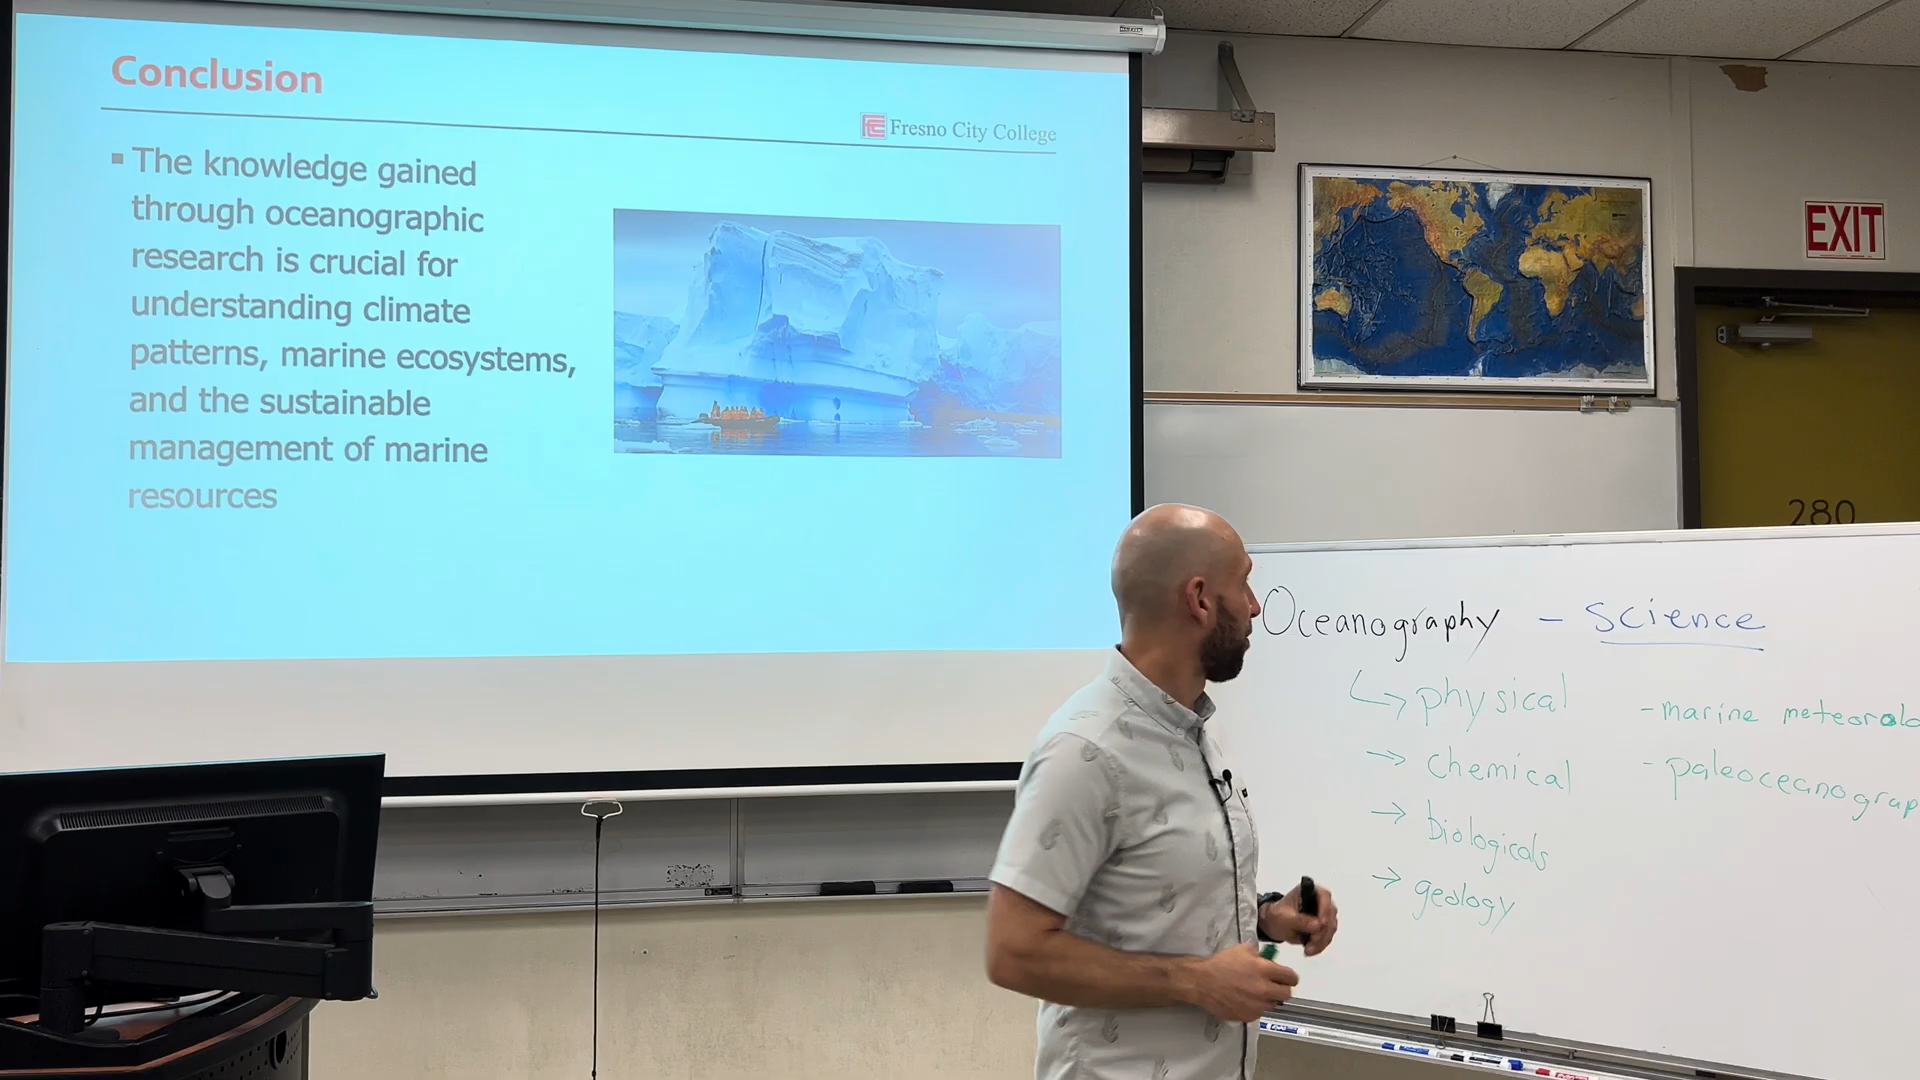 Conclusion
Fresno City College
▪ The knowledge gained
through oceanographic
research is crucial for
understanding climate
patterns, marine ecosystems,
and the sustainable
management of marine
resources
EXIT
280
Oceanography - science
physical
chemical
biologicals
geology
- marine meteorolo
- paleoceanograp